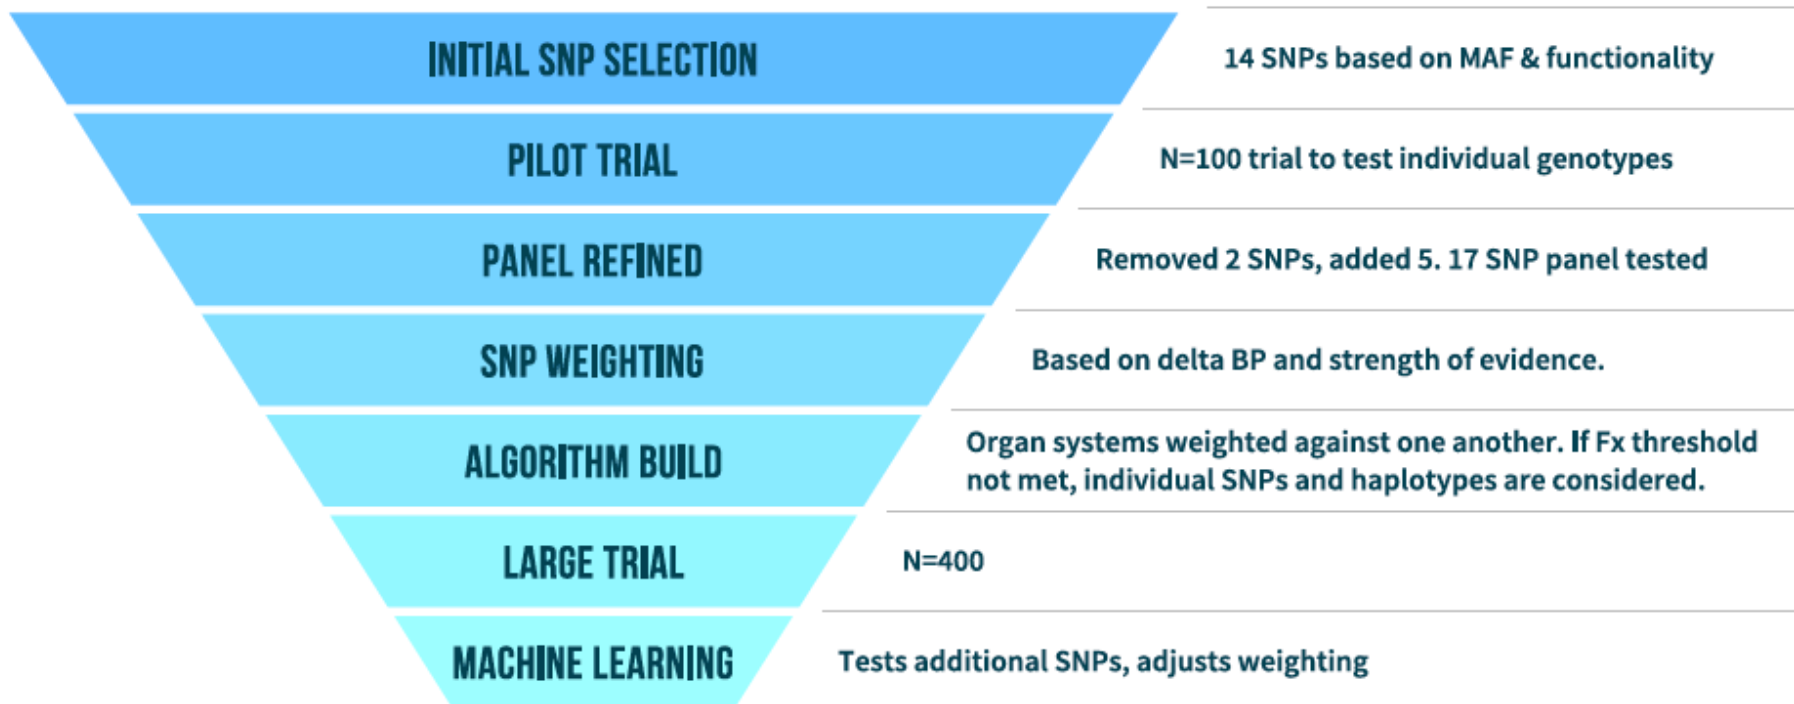 INITIAL SNP SELECTION
14 SNPs based on MAF & functionality
PILOT TRIAL
N=100 trial to test individual genotypes
PANEL REFINED
Removed 2 SNPs, added 5. 17 SNP panel tested
SNP WEIGHTING
Based on delta BP and strength of evidence.
ALGORITHM BUILD
Organ systems weighted against one another. If Fx threshold
not met, individual SNPs and haplotypes are considered.
LARGE TRIAL
N=400
MACHINE LEARNING
Tests additional SNPs, adjusts weighting